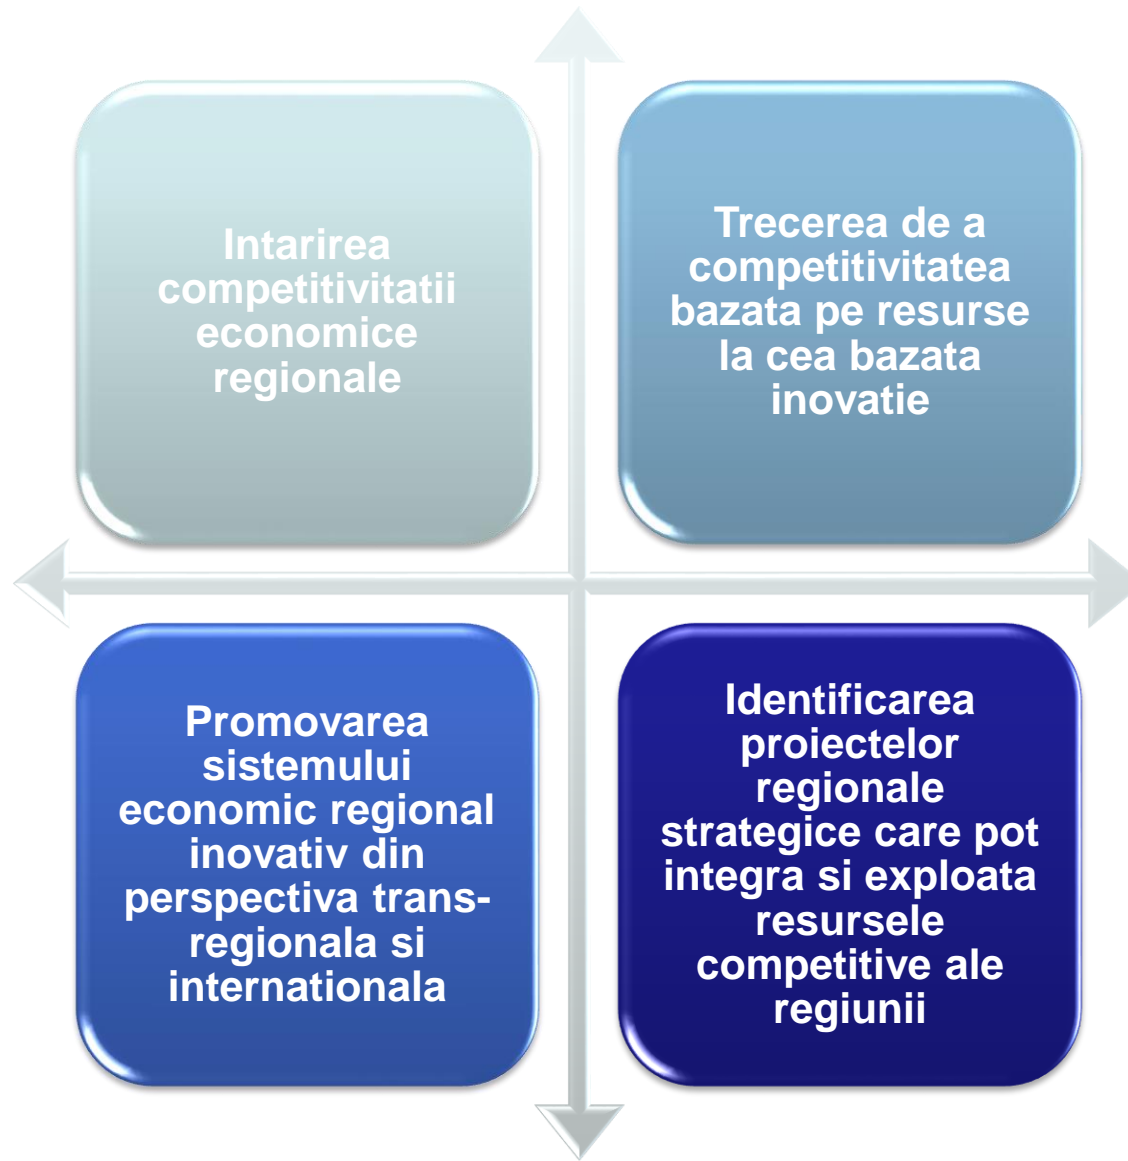 Intarirea
competitivitatii
economice
regionale
Trecerea de a
competitivitatea
bazata pe resurse
la cea bazata
inovatie
Promovarea
sistemului
economic regional
inovativ din
perspectiva trans-
regionala si
internationala
Identificarea
proiectelor
regionale
strategice care pot
integra si exploata
resursele
competitive ale
regiunii